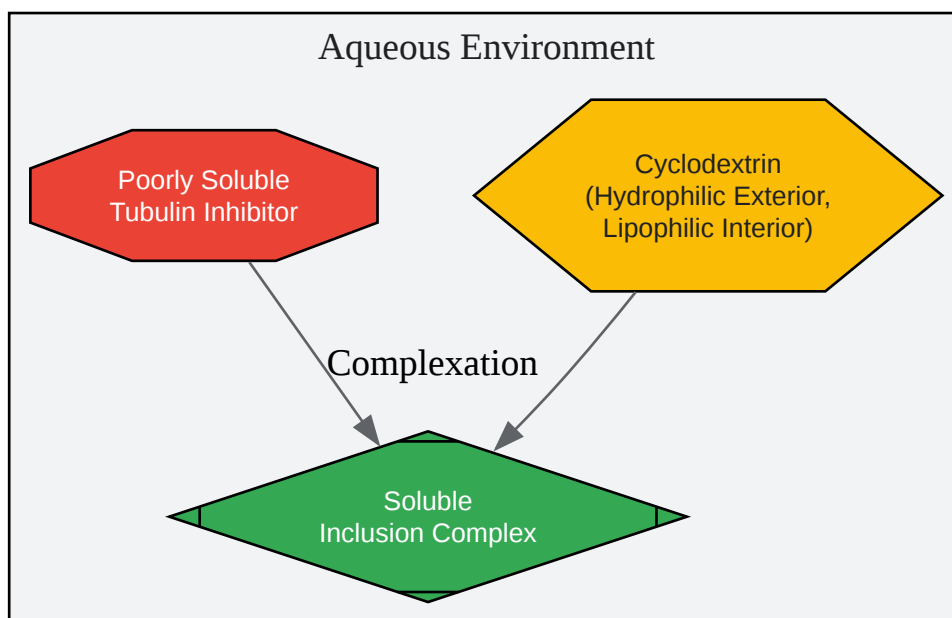 Aqueous Environment
Poorly Soluble
Tubulin Inhibitor
Cyclodextrin
(Hydrophilic Exterior,
Lipophilic Interior)
Complexation
Soluble
Inclusion Complex